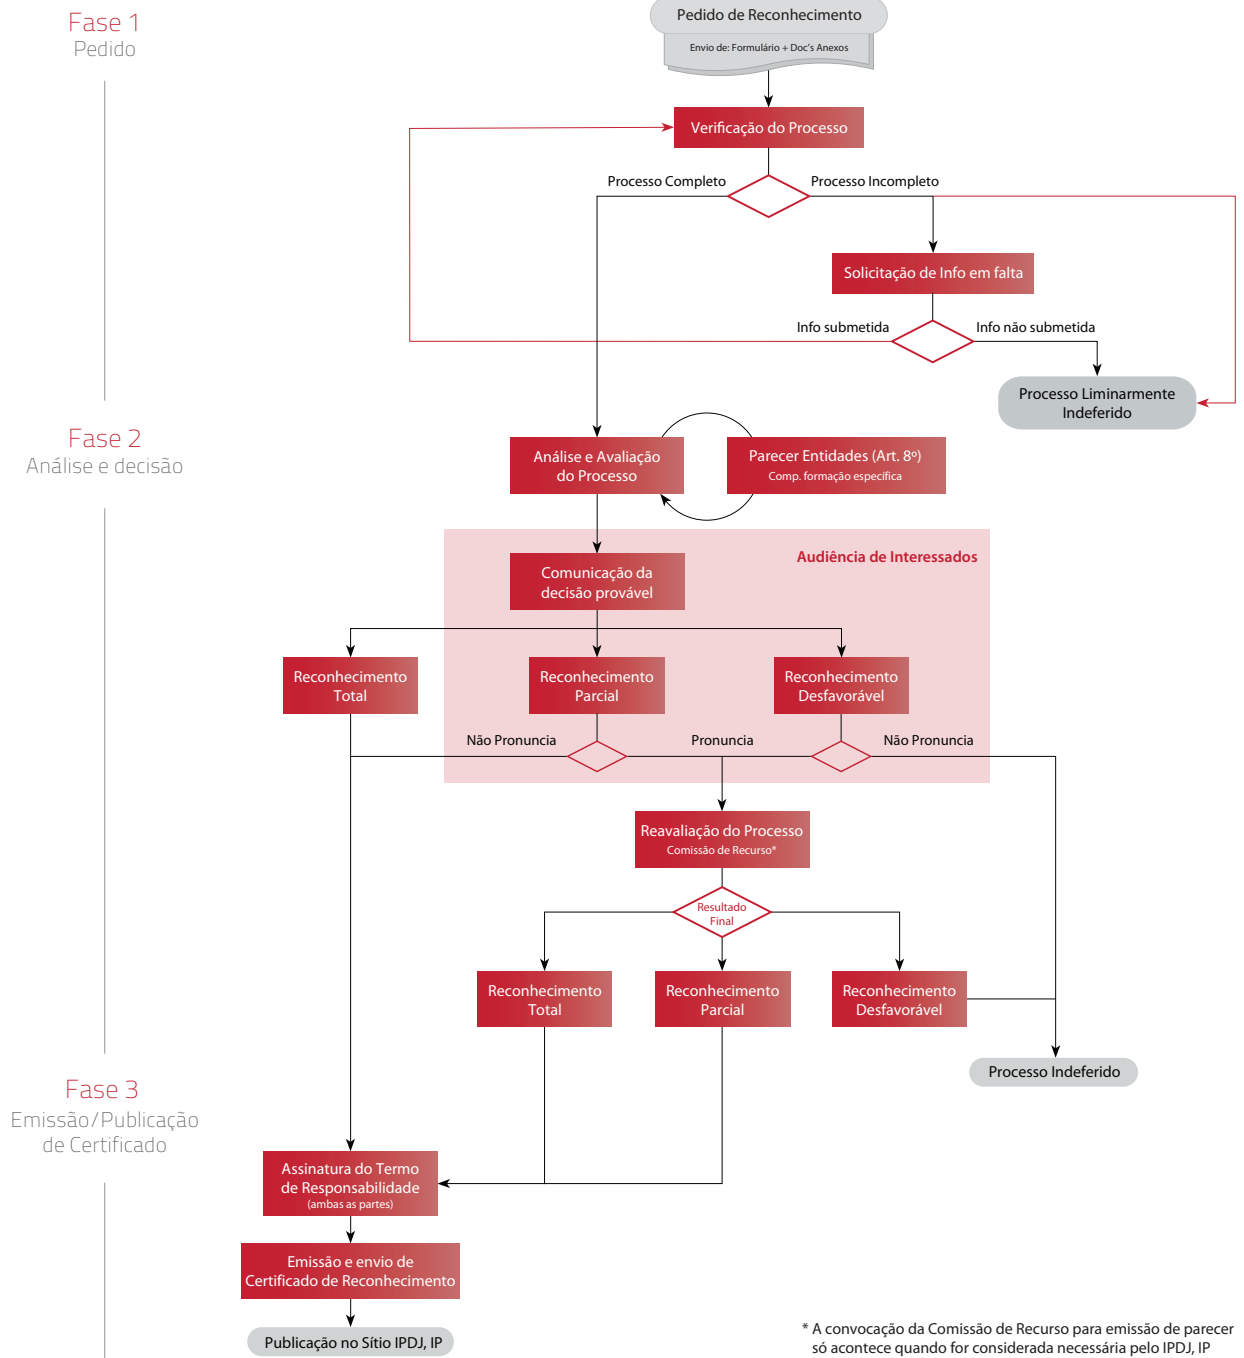 Fase 1
Pedido
Pedido de Reconhecimento
Envio de: Formulário + Doc's Anexos
Verificação do Processo
Processo Completo
Processo Incompleto
Solicitação de Info em falta
Info submetida
Info não submetida
Processo Liminarmente
Indeferido
Fase 2
Análise e decisão
Análise e Avaliação
do Processo
Parecer Entidades (Art. 8º)
Comp. formação específica
Audiência de Interessados
Comunicação da
decisão provável
Reconhecimento
Total
Reconhecimento
Parcial
Reconhecimento
Desfavorável
Não Pronuncia
Pronuncia
Não Pronuncia
Reavaliação do Processo
Comissão de Recurso*
Resultado
Final
Reconhecimento
Total
Reconhecimento
Parcial
Reconhecimento
Desfavorável
Processo Indeferido
Fase 3
Emissão/Publicação
de Certificado
Assinatura do Termo
de Responsabilidade
(ambas as partes)
Emissão e envio de
Certificado de Reconhecimento
Publicação no Sítio IPDJ, IP
* A convocação da Comissão de Recurso para emissão de parecer
só acontece quando for considerada necessária pelo IPDJ, IP